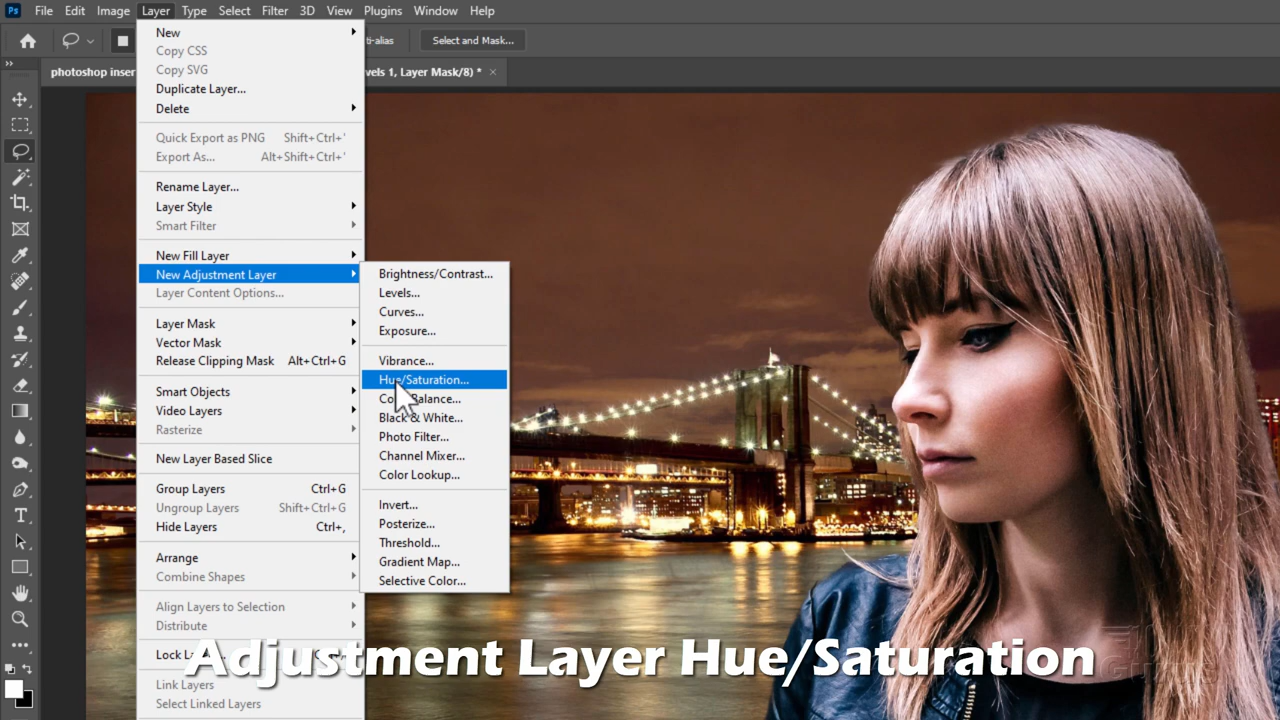 Ps File Edit Image Layer Type Select Filter 3D View Plugins Window Help
ti-alias Select and Mask...
photoshop inser vels 1, Layer Mask/8) * ×
New
Copy CSS
Copy SVG
Duplicate Layer...
Delete
Quick Export as PNG Shift+Ctrl+'
Export As... Alt+Shift+Ctrl+'
Rename Layer...
Layer Style
Smart Filter
New Fill Layer
New Adjustment Layer
Layer Content Options...
Layer Mask
Vector Mask
Release Clipping Mask Alt+Ctrl+G
Smart Objects
Video Layers
Rasterize
New Layer Based Slice
Group Layers Ctrl+G
Ungroup Layers Shift+Ctrl+G
Hide Layers Ctrl+,
Arrange
Combine Shapes
Align Layers to Selection
Distribute
Lock La
Link Layers
Select Linked Layers
Brightness/Contrast...
Levels...
Curves...
Exposure...
Vibrance...
Hue/Saturation...
Color Balance...
Black & White...
Photo Filter...
Channel Mixer...
Color Lookup...
Invert...
Posterize...
Threshold...
Gradient Map...
Selective Color...
Adjustment Layer Hue/Saturation